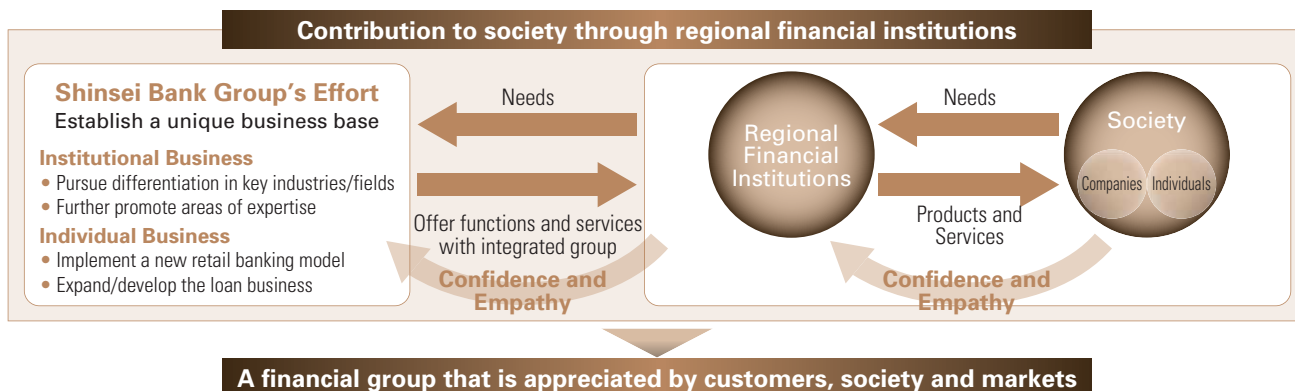 Contribution to society through regional financial institutions
Shinsei Bank Group's Effort
Establish a unique business base
Institutional Business
• Pursue differentiation in key industries/fields
• Further promote areas of expertise
Individual Business
• Implement a new retail banking model
• Expand/develop the loan business
Needs
Offer functions and services
with integrated group
Confidence and
Empathy
Regional
Financial
Institutions
Needs
Products and
Services
Confidence and
Empathy
Society
Companies
Individuals
A financial group that is appreciated by customers, society and markets